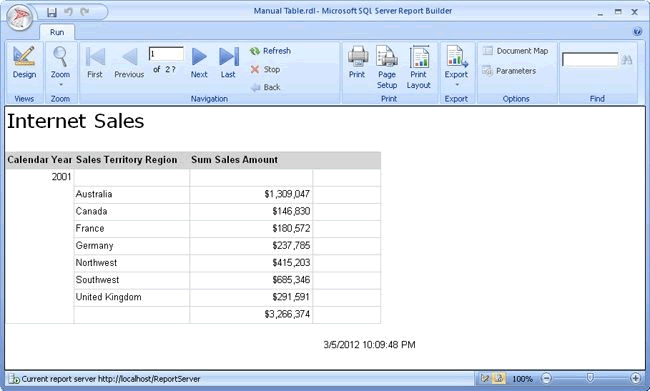 Manual Table.rdl - Microsoft SQL Server Report Builder
Run
Design
Zoom
First
Previous
1
of 2 ?
Next
Last
Refresh
Stop
Back
Print
Page Setup
Print Layout
Export
Document Map
Parameters
Views
Zoom
Navigation
Print
Export
Options
Find
Internet Sales
Calendar Year Sales Territory Region Sum Sales Amount
2001
Australia $1,309,047
Canada $146,830
France $180,572
Germany $237,785
Northwest $415,203
Southwest $685,346
United Kingdom $291,591
$3,266,374
3/5/2012 10:09:48 PM
Current report server http://localhost/ReportServer
100%